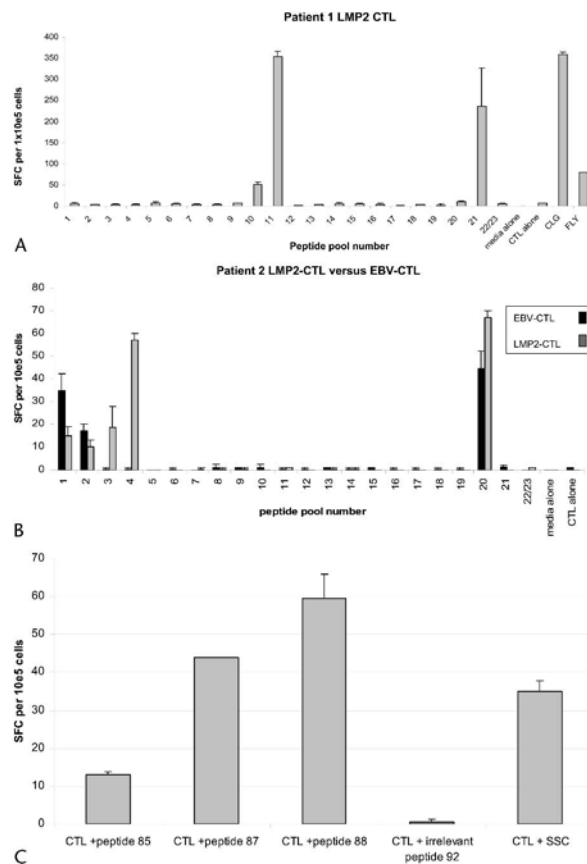 Patient 1 LMP2 CTL
SFC per 1x10e5 cells
400
350
300
250
200
150
100
50
0
1 2 3 4 5 6 7 8 9 10 11 12 13 14 15 16 17 18 19 20 21 22/23 media alone CTL alone CLG FLY
Peptide pool number
A
Patient 2 LMP2-CTL versus EBV-CTL
SFC per 10e5 cells
80
70
60
50
40
30
20
10
0
EBV-CTL
LMP2-CTL
1 2 3 4 5 6 7 8 9 10 11 12 13 14 15 16 17 18 19 20 21 22/23 media alone CTL alone
peptide pool number
B
SFC per 10e5 cells
70
60
50
40
30
20
10
0
CTL +peptide 85 CTL +peptide 87 CTL +peptide 88 CTL + irrelevant CTL + SSC
peptide 92
C